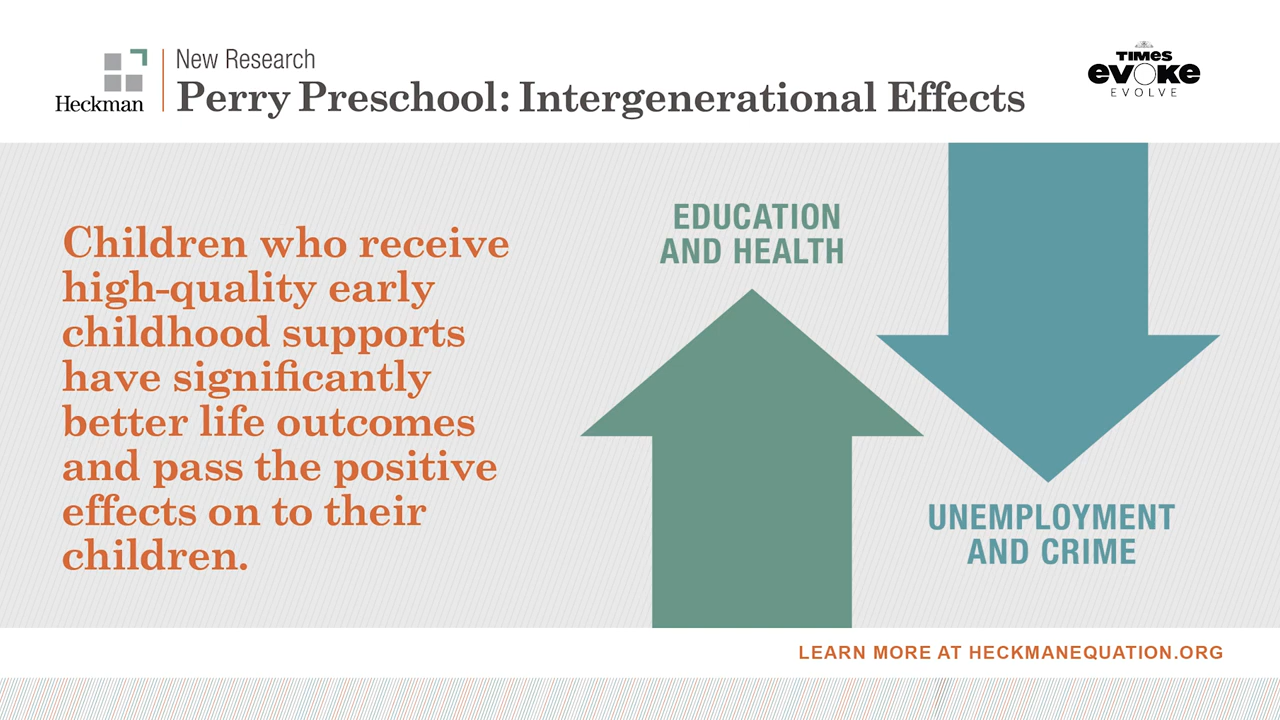 Heckman
New Research
Perry Preschool: Intergenerational Effects
TIMES
evoke
EVOLVE
Children who receive
high-quality early
childhood supports
have significantly
better life outcomes
and pass the positive
effects on to their
children.
EDUCATION
AND HEALTH
UNEMPLOYMENT
AND CRIME
LEARN MORE AT HECKMANEQUATION.ORG